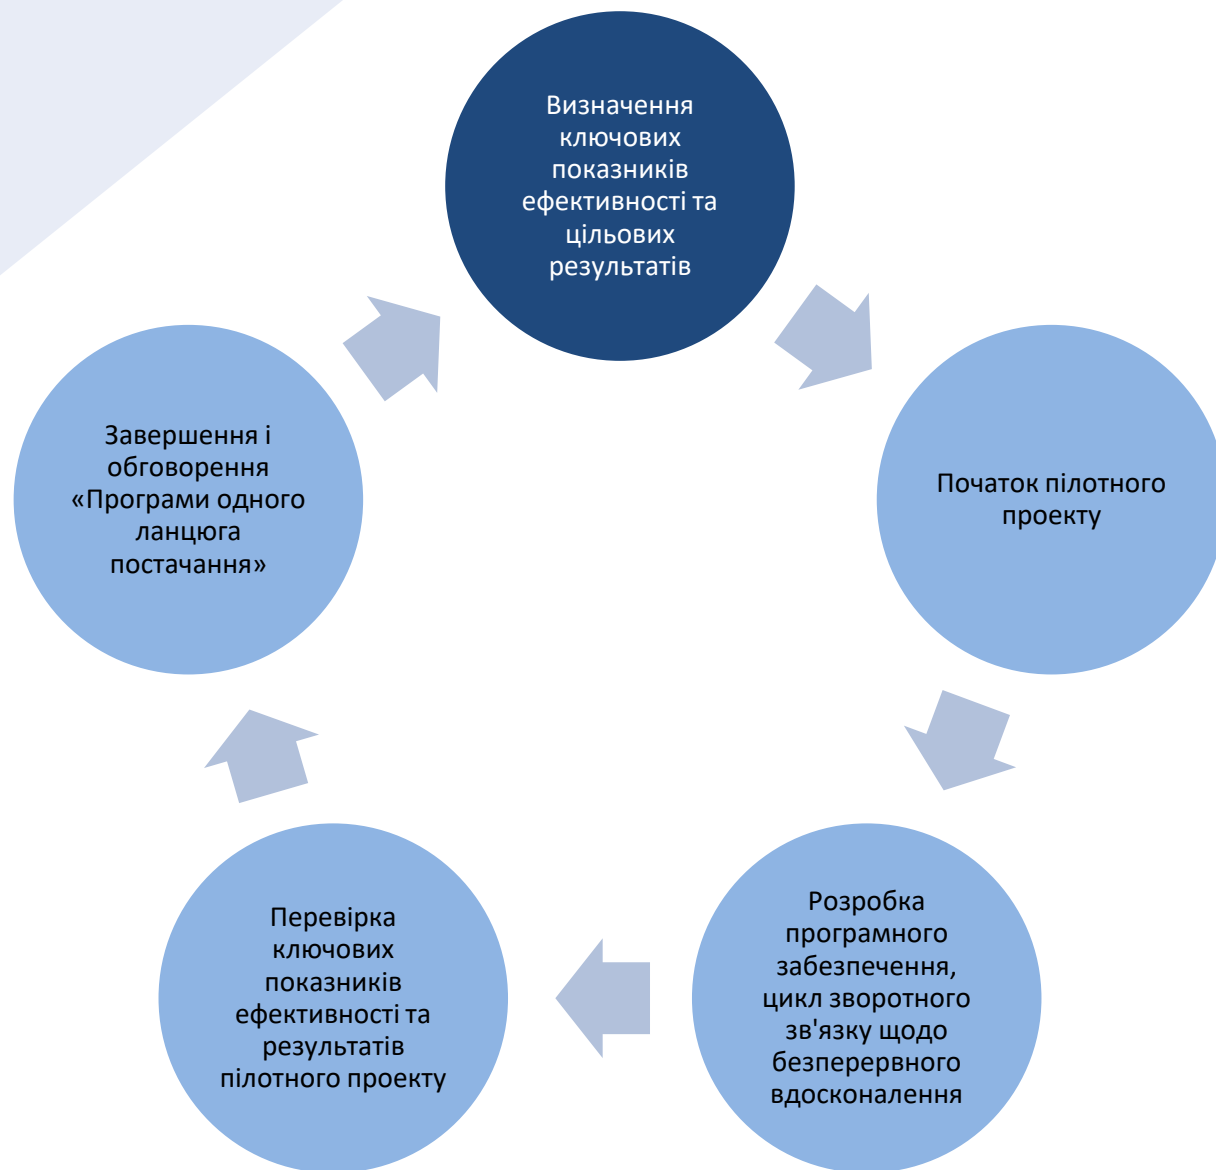 Визначення
ключових
показників
ефективності та
цільових
результатів
Початок пілотного
проекту
Розробка
програмного
забезпечення,
цикл зворотного
зв'язку щодо
безперервного
вдосконалення
Перевірка
ключових
показників
ефективності та
результатів
пілотного проекту
Завершення і
обговорення
«Програми одного
ланцюга
постачання»